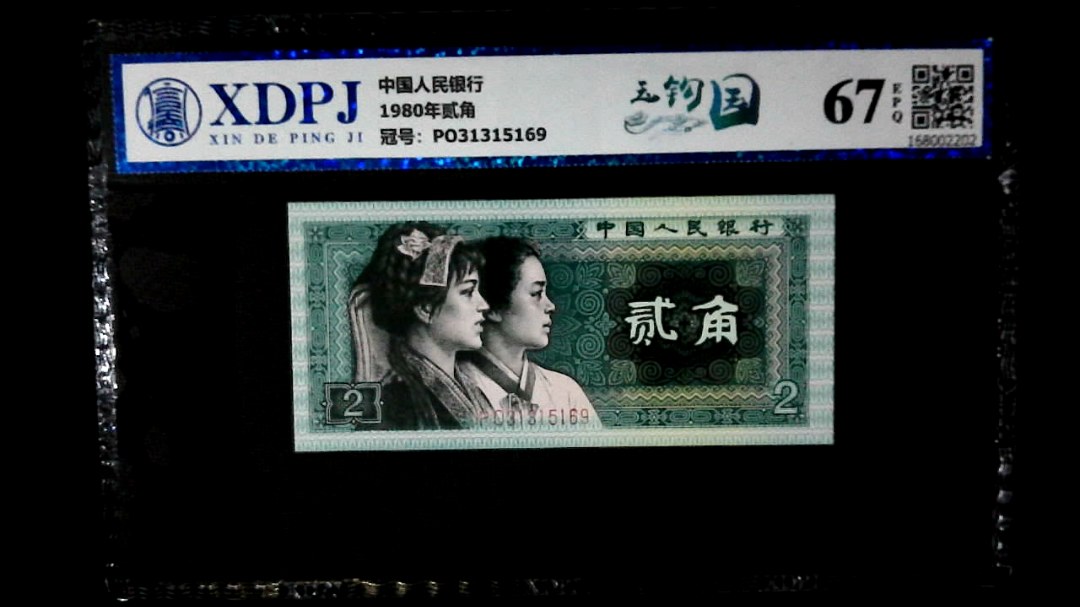 XDPJ
XIN DE PING JI
中国人民银行
1980年贰角
冠号：PO31315169
玉钩国
67
EPQ
168002202
中国人民银行
贰角
2
PO31315169
2